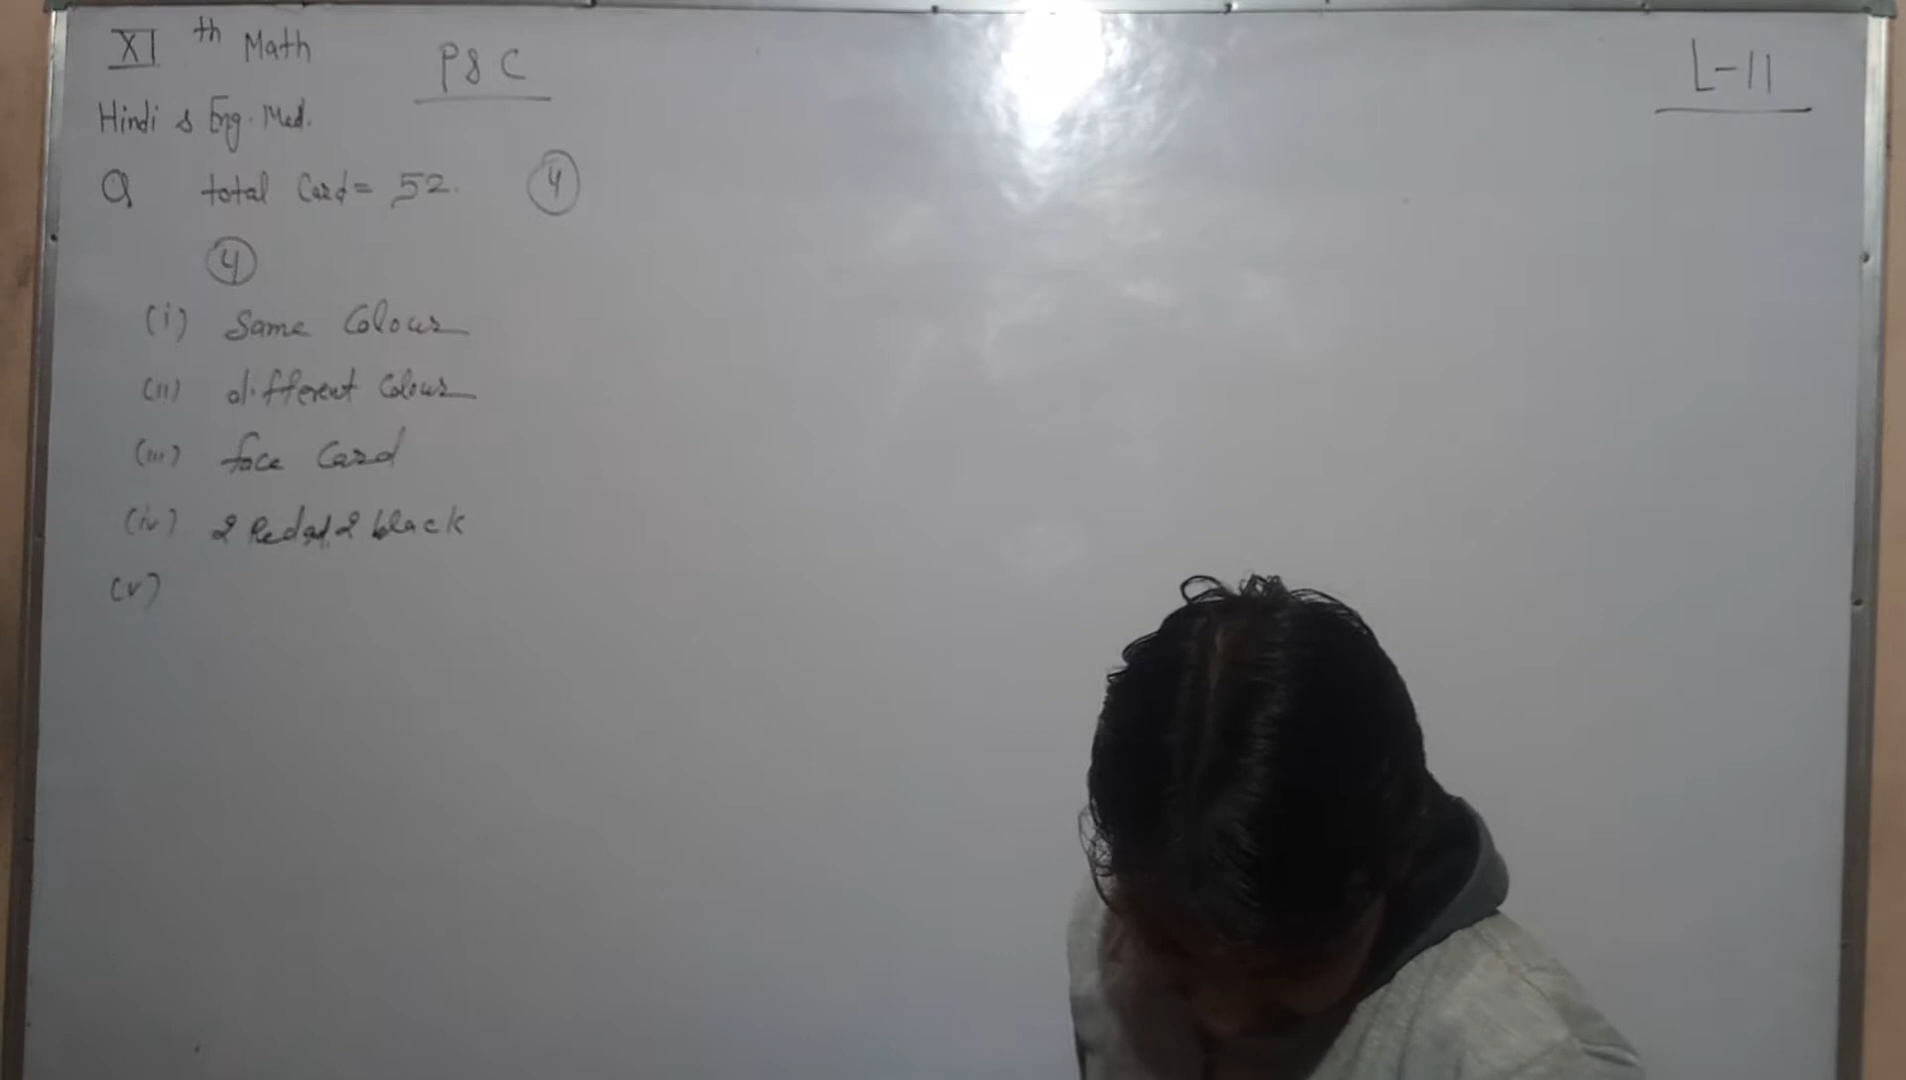 XI th Math
P & C
L-11
Hindi & Eng. Med.
Q total Card = 52. 4
4
(i) Same Colour
(ii) different Colour
(iii) face Card
(iv) 2 Red and 2 black
(v)